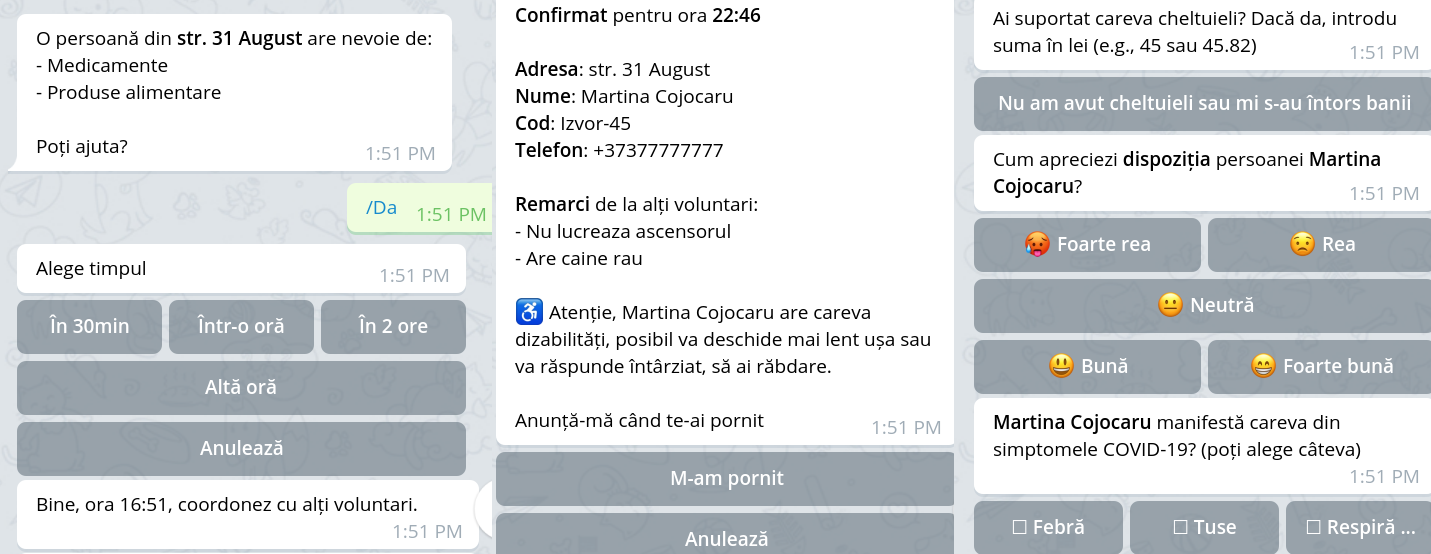 O persoană din str. 31 August are nevoie de:
- Medicamente
- Produse alimentare
Poți ajuta?
1:51 PM
/Da
1:51 PM
Alege timpul
1:51 PM
În 30min
Într-o oră
În 2 ore
Altă oră
Anulează
Bine, ora 16:51, coordonez cu alți voluntari.
1:51 PM
Confirmat pentru ora 22:46
Adresa: str. 31 August
Nume: Martina Cojocaru
Cod: Izvor-45
Telefon: +37377777777
Remarci de la alți voluntari:
- Nu lucreaza ascensorul
- Are caine rau
♿ Atenție, Martina Cojocaru are careva
dizabilități, posibil va deschide mai lent ușa sau
va răspunde întârziat, să ai răbdare.
Anunță-mă când te-ai pornit
1:51 PM
M-am pornit
Anulează
Ai suportat careva cheltuieli? Dacă da, introdu
suma în lei (e.g., 45 sau 45.82)
1:51 PM
Nu am avut cheltuieli sau mi s-au întors banii
Cum apreciezi dispoziția persoanei Martina
Cojocaru?
1:51 PM
🥵 Foarte rea
😟 Rea
😐 Neutră
😃 Bună
😁 Foarte bună
Martina Cojocaru manifestă careva din
simptomele COVID-19? (poți alege câteva)
1:51 PM
☐ Febră
☐ Tuse
☐ Respiră ...